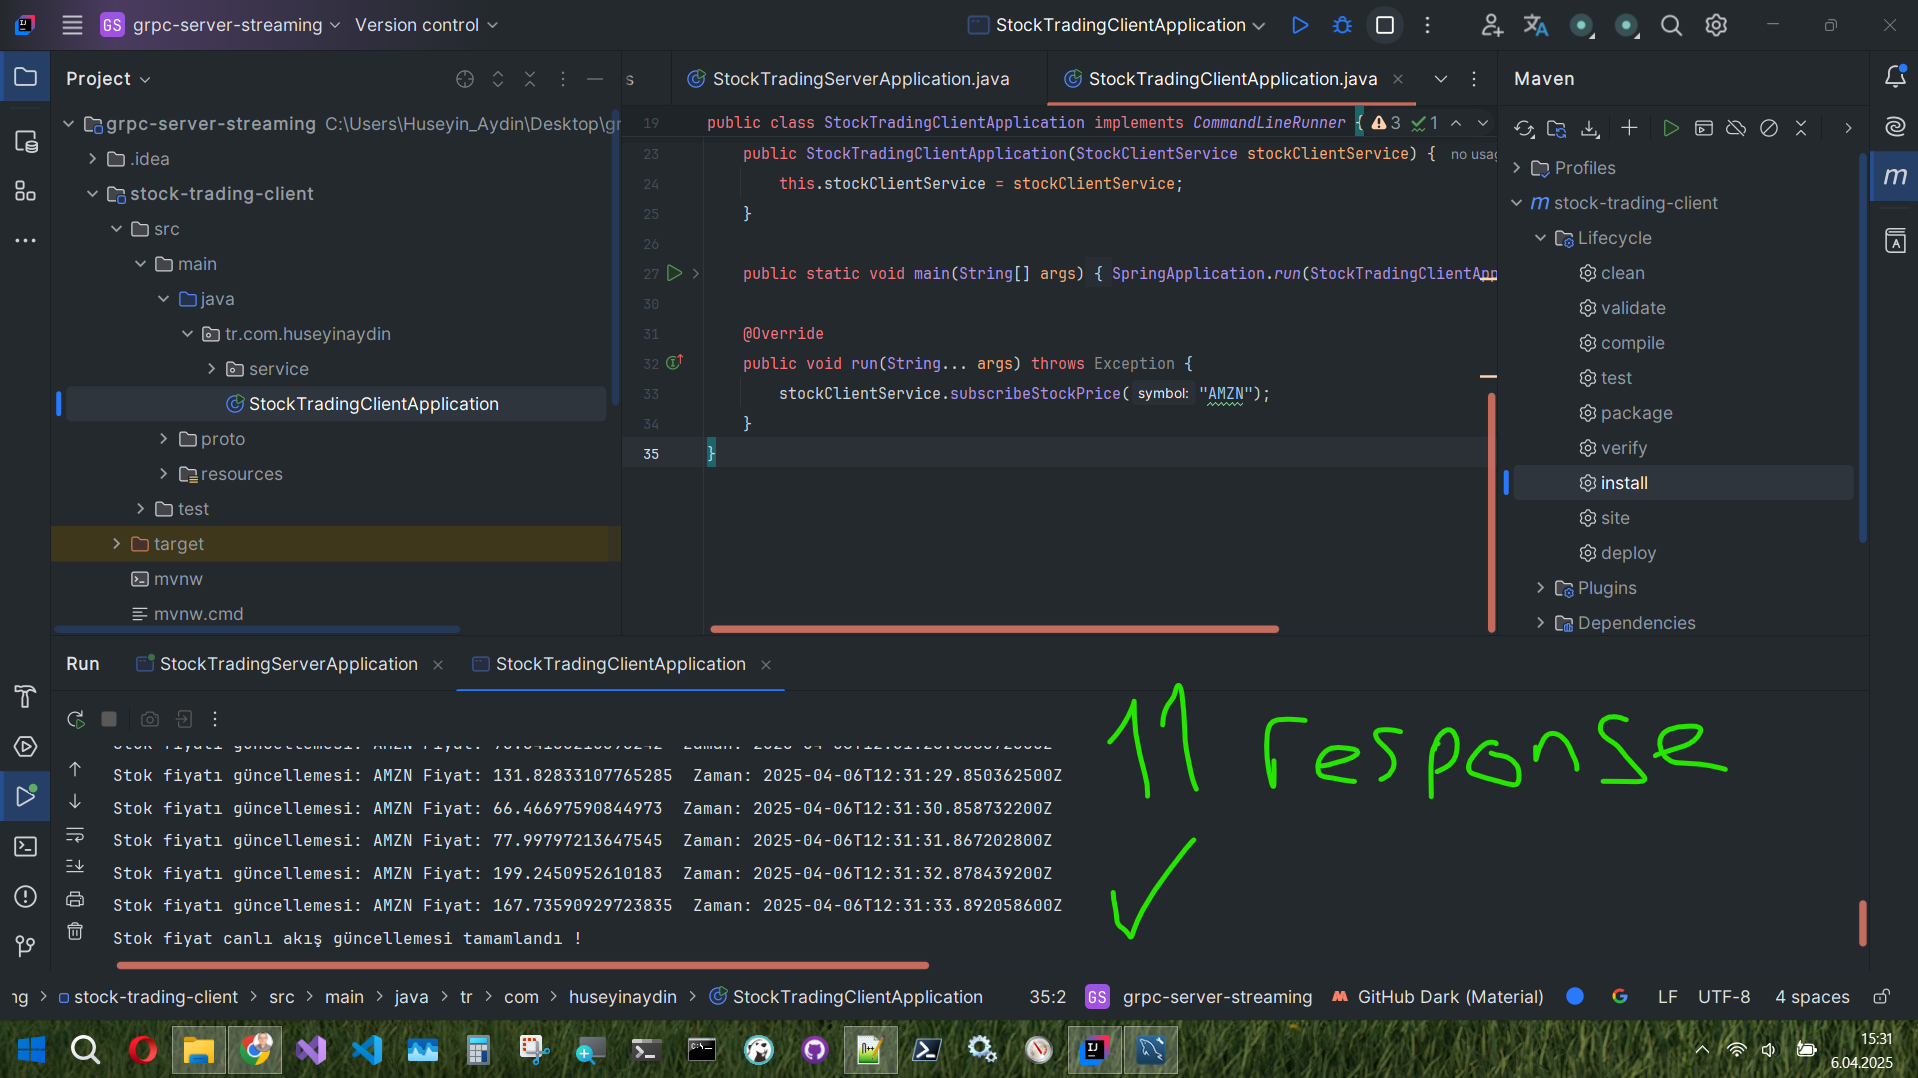 GS grpc-server-streaming Version control StockTradingClientApplication
Project
s StockTradingServerApplication.java StockTradingClientApplication.java
Maven
grpc-server-streaming C:\Users\Huseyin_Aydin\Desktop\gr
.idea
stock-trading-client
src
main
java
tr.com.huseyinaydin
service
StockTradingClientApplication
proto
resources
test
target
mvnw
mvnw.cmd
19 public class StockTradingClientApplication implements CommandLineRunner { 3 1
23 public StockTradingClientApplication(StockClientService stockClientService) { no usag
24 this.stockClientService = stockClientService;
25 }
26
27 public static void main(String[] args) { SpringApplication.run(StockTradingClientApp
30
31 @Override
32 public void run(String... args) throws Exception {
33 stockClientService.subscribeStockPrice( symbol: "AMZN");
34 }
35 }
Profiles
m stock-trading-client
Lifecycle
clean
validate
compile
test
package
verify
install
site
deploy
Plugins
Dependencies
Run StockTradingServerApplication StockTradingClientApplication
Stok fiyatı güncellemesi: AMZN Fiyat: 131.82833107765285 Zaman: 2025-04-06T12:31:29.850362500Z
Stok fiyatı güncellemesi: AMZN Fiyat: 66.46697590844973 Zaman: 2025-04-06T12:31:30.858732200Z
Stok fiyatı güncellemesi: AMZN Fiyat: 77.99797213647545 Zaman: 2025-04-06T12:31:31.867202800Z
Stok fiyatı güncellemesi: AMZN Fiyat: 199.2450952610183 Zaman: 2025-04-06T12:31:32.878439200Z
Stok fiyatı güncellemesi: AMZN Fiyat: 167.73590929723835 Zaman: 2025-04-06T12:31:33.892058600Z
Stok fiyat canlı akış güncellemesi tamamlandı !
11 response
ng stock-trading-client src main java tr com huseyinaydin StockTradingClientApplication 35:2 GS grpc-server-streaming GitHub Dark (Material) LF UTF-8 4 spaces
15:31
6.04.2025